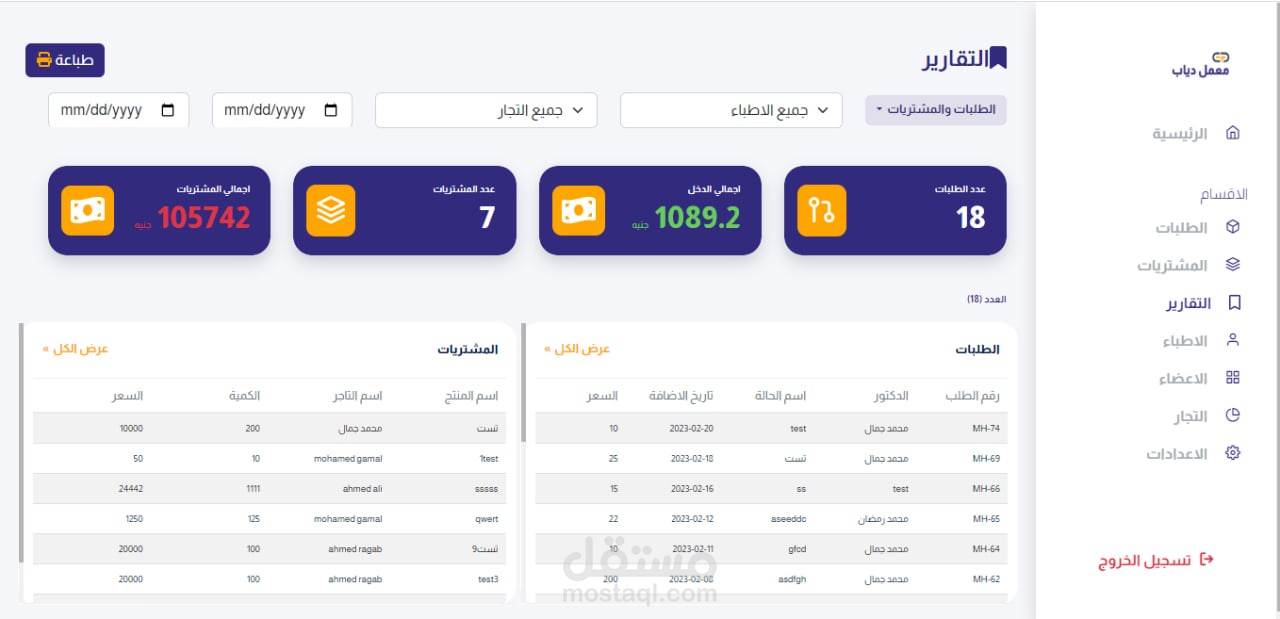 معمل دياب
الرئيسية
الاقسام
الطلبات
المشتريات
التقارير
الاطباء
الاعضاء
التجار
الاعدادات
تسجيل الخروج
التقارير
طباعة
الطلبات والمشتريات
جميع الاطباء
جميع التجار
mm/dd/yyyy
mm/dd/yyyy
عدد الطلبات
18
اجمالي الدخل
1089.2 جنيه
عدد المشتريات
7
اجمالي المشتريات
105742 جنيه
العدد (18)
الطلبات
عرض الكل »
رقم الطلب الدكتور اسم الحالة تاريخ الاضافة السعر
MH-74 محمد جمال test 2023-02-20 10
MH-69 محمد جمال تست 2023-02-18 25
MH-66 test ss 2023-02-16 15
MH-65 محمد رمضان aseeddc 2023-02-12 22
MH-64 محمد جمال gfcd 2023-02-11 10
MH-62 محمد جمال asdfgh 2023-02-08 200
المشتريات
عرض الكل »
اسم المنتج اسم التاجر الكمية السعر
تست محمد جمال 200 10000
1test mohamed gamal 10 50
sssss ahmed ali 1111 24442
qwert mohamed gamal 125 1250
تست9 ahmed ragab 100 20000
test3 ahmed ragab 100 20000
مستقل
mostaql.com